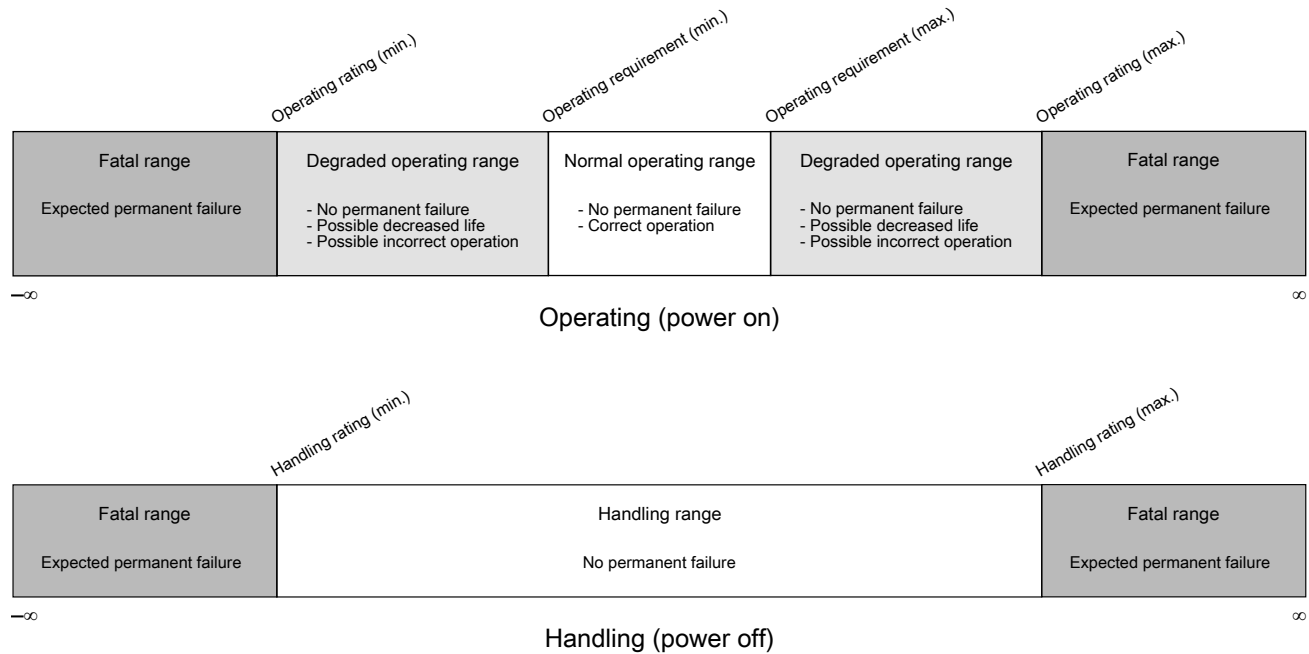 Operating rating (min.)
Operating requirement (min.)
Operating requirement (max.)
Operating rating (max.)
Fatal range
Expected permanent failure
Degraded operating range
- No permanent failure
- Possible decreased life
- Possible incorrect operation
Normal operating range
- No permanent failure
- Correct operation
Degraded operating range
- No permanent failure
- Possible decreased life
- Possible incorrect operation
Fatal range
Expected permanent failure
–∞
∞
Operating (power on)
Handling rating (min.)
Handling rating (max.)
Fatal range
Expected permanent failure
Handling range
No permanent failure
Fatal range
Expected permanent failure
–∞
∞
Handling (power off)